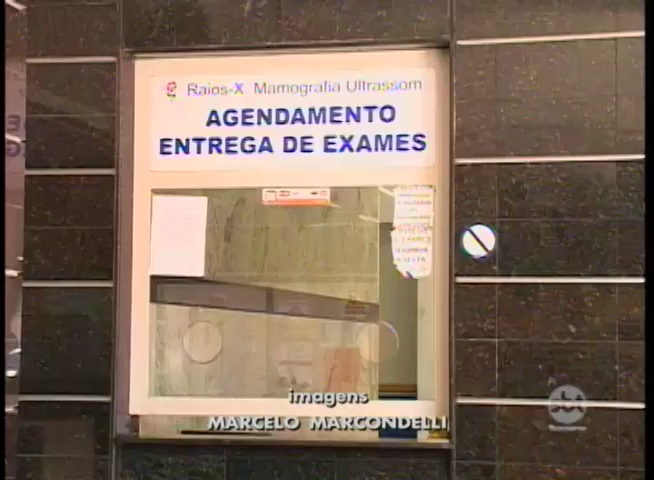 Raios-X Mamografia Ultrassom
AGENDAMENTO
ENTREGA DE EXAMES
imagens
MARCELO MARCONDELLI